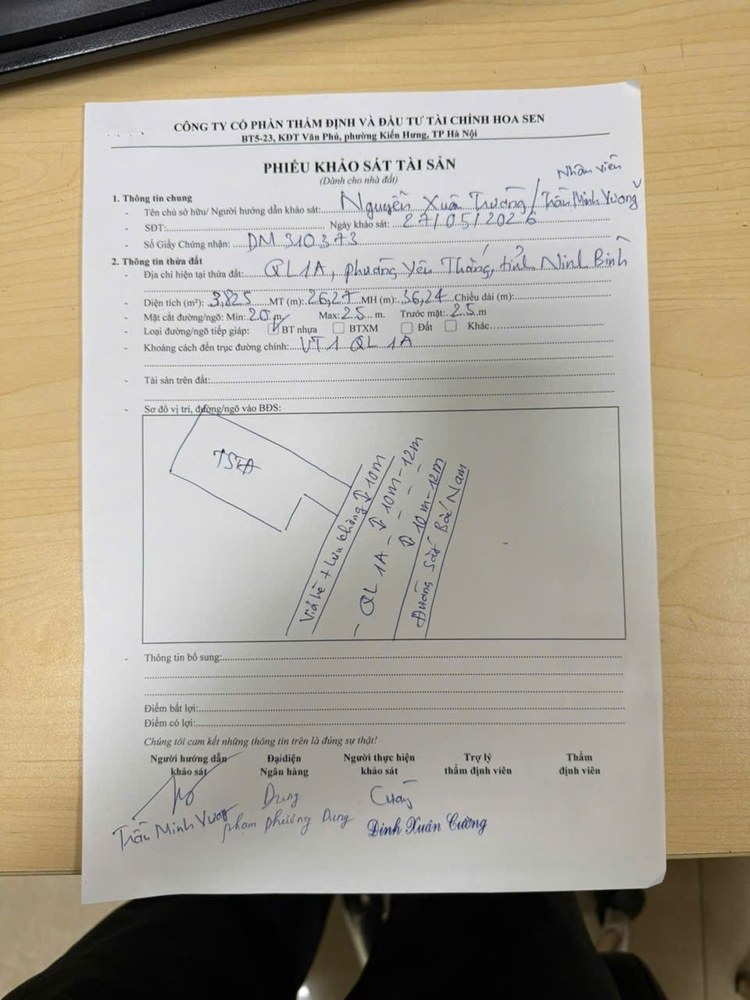 CÔNG TY CỔ PHẦN THẨM ĐỊNH VÀ ĐẦU TƯ TÀI CHÍNH HOA SEN
BT5-23, KĐT Văn Phú, phường Kiến Hưng, TP Hà Nội
PHIẾU KHẢO SÁT TÀI SẢN
(Dành cho nhà đất)
Nhân viên
1. Thông tin chung
- Tên chủ sở hữu/ Người hướng dẫn khảo sát: Nguyễn Xuân Trường / Trần Minh Vương
- SĐT: Ngày khảo sát: 27/05/2026
- Số Giấy Chứng nhận: DM 310373
2. Thông tin thửa đất
- Địa chỉ hiện tại thửa đất: QL1A, phường Yên Thắng, tỉnh Ninh Bình
- Diện tích (m²): 3.825 MT (m): 26,27 MH (m): 36,24 Chiều dài (m):
- Mặt cắt đường/ngõ: Min: 20 m Max: 25 m. Trước mặt: 25 m
- Loại đường/ngõ tiếp giáp: BT nhựa BTXM Đất Khác
- Khoảng cách đến trục đường chính: VT1 QL 1A
- Tài sản trên đất:
- Sơ đồ vị trí, đường/ngõ vào BĐS:
TSTĐ
Vỉa hè + Lưu không ↕ 10m
QL 1A ↕ 10m-12m
↕ 10m-12m
Đường Sắt Bắc Nam
- Thông tin bổ sung:
Điểm bất lợi:
Điểm có lợi:
Chúng tôi cam kết những thông tin trên là đúng sự thật!
Người hướng dẫn khảo sát
Đại diện Ngân hàng
Người thực hiện khảo sát
Trợ lý thẩm định viên
Thẩm định viên
Dung
Cường
Trần Minh Vương
Phạm Phương Dung
Đinh Xuân Cường